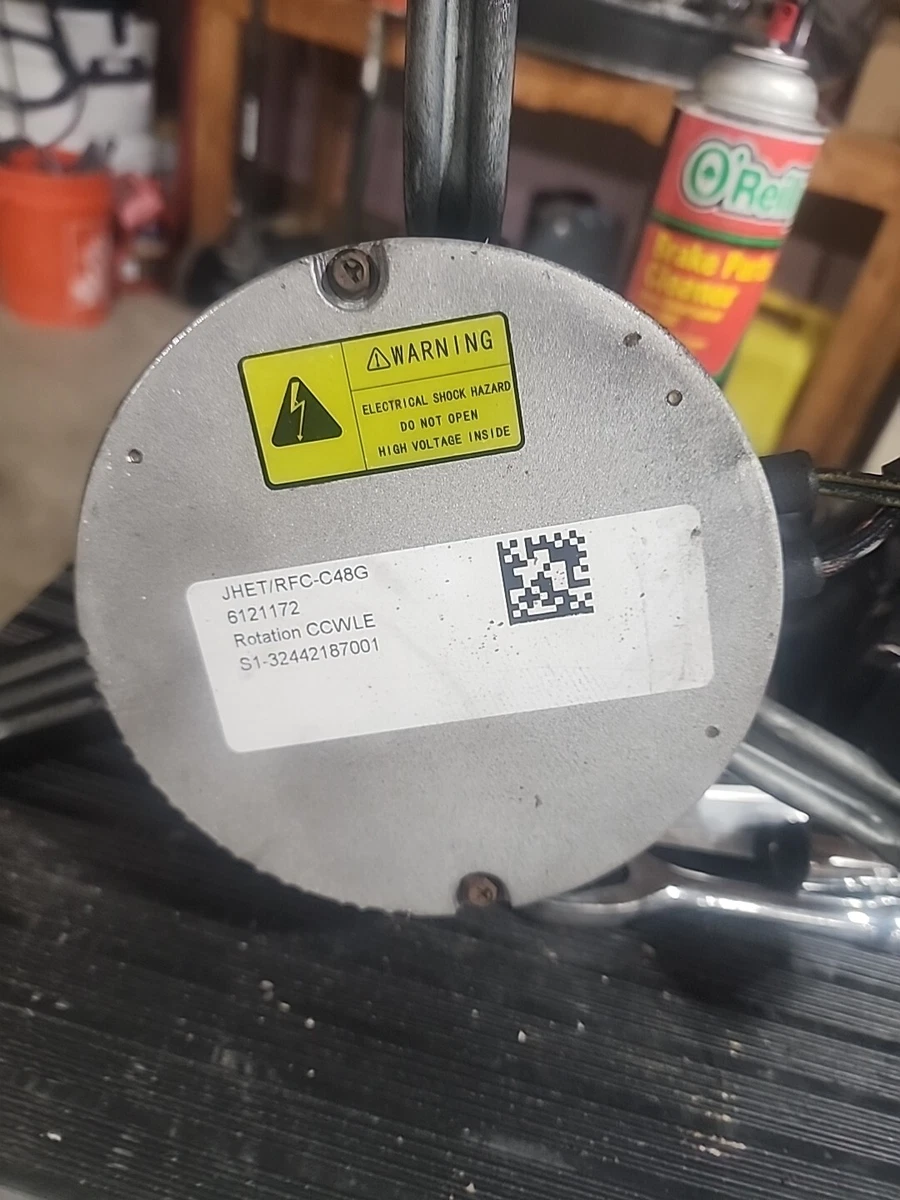 O'Reill
Brake Parts
Cleaner
WARNING
ELECTRICAL SHOCK HAZARD
DO NOT OPEN
HIGH VOLTAGE INSIDE
JHET/RFC-C48G
6121172
Rotation CCWLE
S1-32442187001